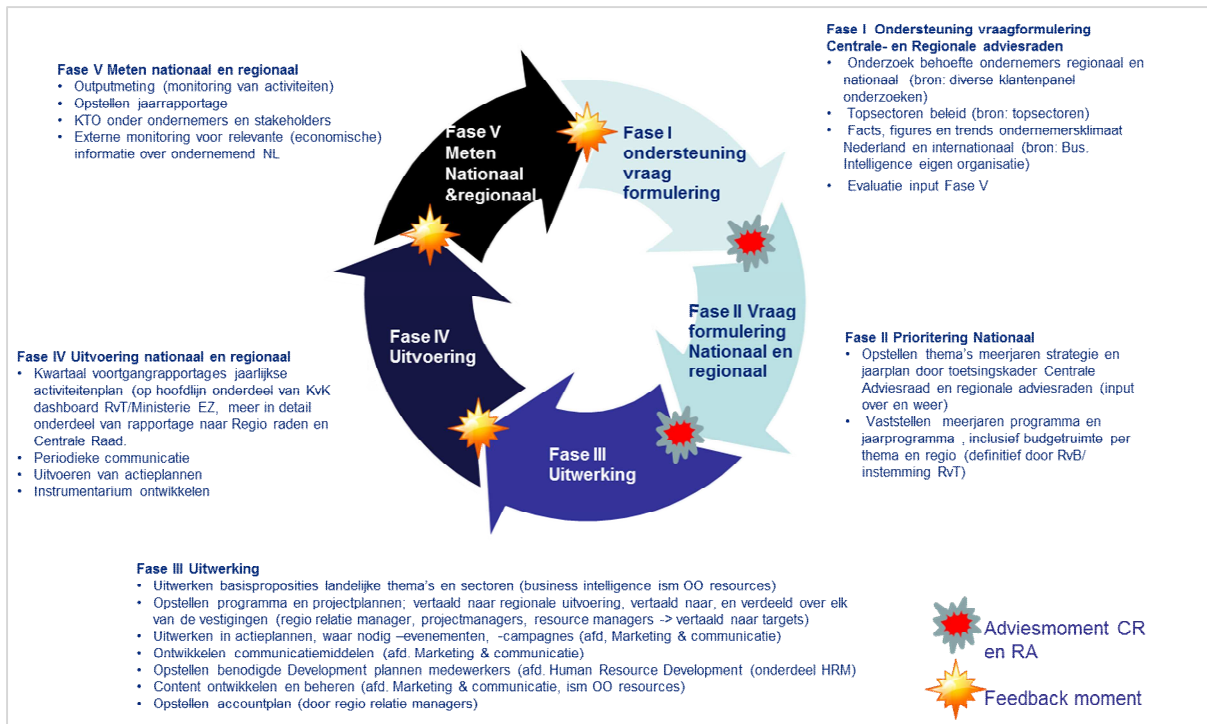 Fase I Ondersteuning vraagformulering
Centrale- en Regionale adviesraden
• Onderzoek behoefte ondernemers regionaal en
nationaal (bron: diverse klantenpanel
onderzoeken)
• Topsectoren beleid (bron: topsectoren)
• Facts, figures en trends ondernemersklimaat
Nederland en internationaal (bron: Bus.
Intelligence eigen organisatie)
• Evaluatie input Fase V
Fase V Meten nationaal en regionaal
• Outputmeting (monitoring van activiteiten)
• Opstellen jaarrapportage
• KTO onder ondernemers en stakeholders
• Externe monitoring voor relevante (economische)
informatie over ondernemend NL
Fase V
Meten
Nationaal
&regionaal
Fase I
ondersteuning
vraag
formulering
Fase II Vraag
formulering
Nationaal en
regionaal
Fase III
Uitwerking
Fase IV
Uitvoering
Fase II Prioritering Nationaal
• Opstellen thema's meerjaren strategie en
jaarplan door toetsingskader Centrale
Adviesraad en regionale adviesraden (input
over en weer)
• Vaststellen meerjaren programma en
jaarprogramma , inclusief budgetruimte per
thema en regio (definitief door RvB/
instemming RvT)
Fase IV Uitvoering nationaal en regionaal
• Kwartaal voortgangrapportages jaarlijkse
activiteitenplan (op hoofdlijn onderdeel van KvK
dashboard RvT/Ministerie EZ, meer in detail
onderdeel van rapportage naar Regio raden en
Centrale Raad.
• Periodieke communicatie
• Uitvoeren van actieplannen
• Instrumentarium ontwikkelen
Fase III Uitwerking
• Uitwerken basisproposities landelijke thema's en sectoren (business intelligence ism OO resources)
• Opstellen programma en projectplannen; vertaald naar regionale uitvoering, vertaald naar, en verdeeld over elk
van de vestigingen (regio relatie manager, projectmanagers, resource managers -> vertaald naar targets)
• Uitwerken in actieplannen, waar nodig –evenementen, -campagnes (afd, Marketing & communicatie)
• Ontwikkelen communicatiemiddelen (afd. Marketing & communicatie)
• Opstellen benodigde Development plannen medewerkers (afd. Human Resource Development (onderdeel HRM)
• Content ontwikkelen en beheren (afd. Marketing & communicatie, ism OO resources)
• Opstellen accountplan (door regio relatie managers)
Adviesmoment CR
en RA
Feedback moment